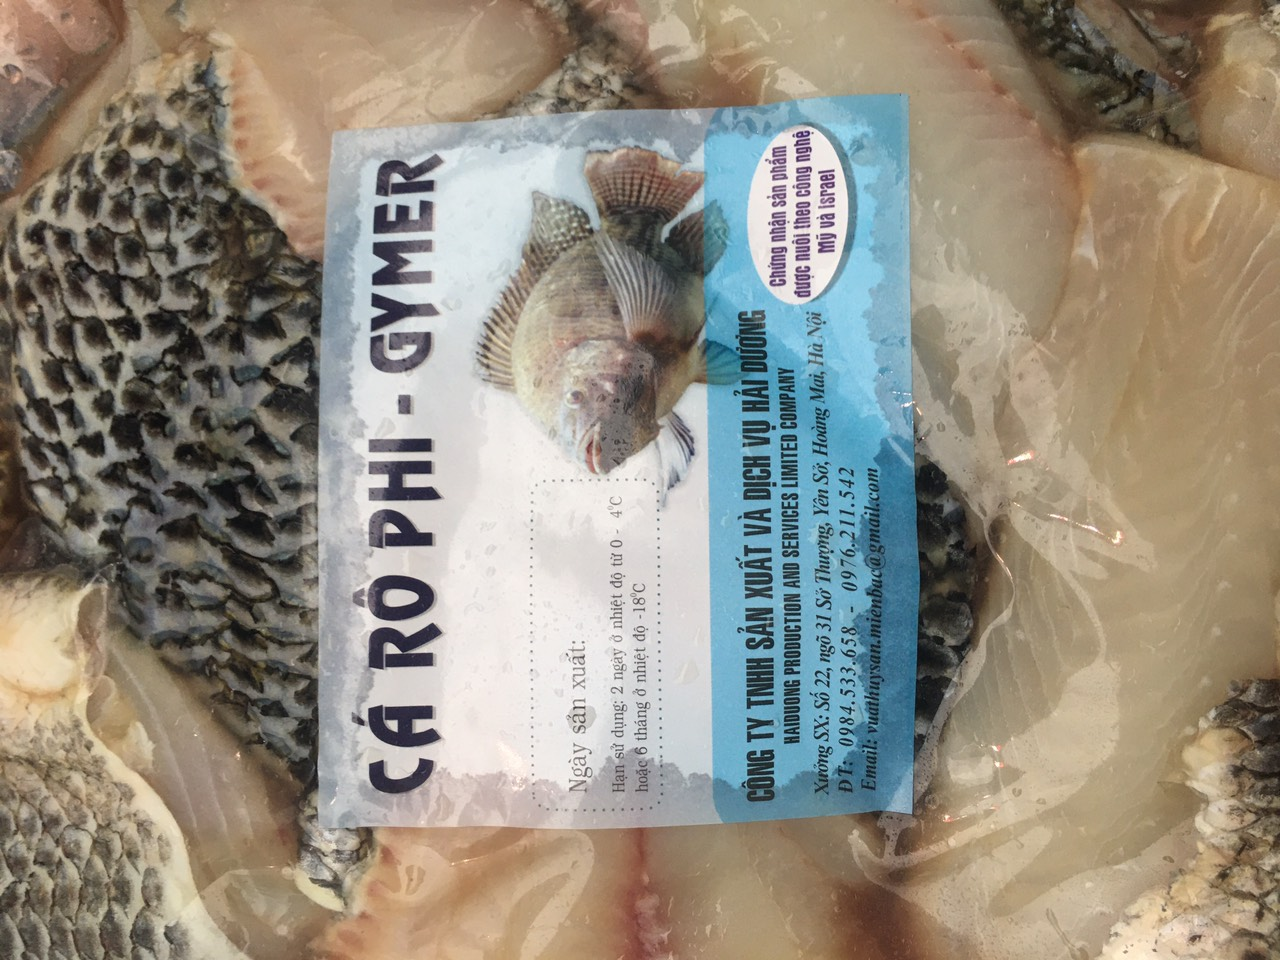 CÁ RÔ PHI - GYMER
Ngày sản xuất:
Hạn sử dụng: 2 ngày ở nhiệt độ từ 0 - 4°C
hoặc 6 tháng ở nhiệt độ -18°C
Chứng nhận sản phẩm
được nuôi theo công nghệ
Mỹ và Israel
CÔNG TY TNHH SẢN XUẤT VÀ DỊCH VỤ HẢI DƯƠNG
HAIDUONG PRODUCTION AND SERVICES LIMITED COMPANY
Xưởng SX: Số 22, ngõ 31 Sở Thượng, Yên Sở, Hoàng Mai, Hà Nội
ĐT: 0984.533.658 - 0976.211.542
Email: vuathuysan.mienbac@gmail.com